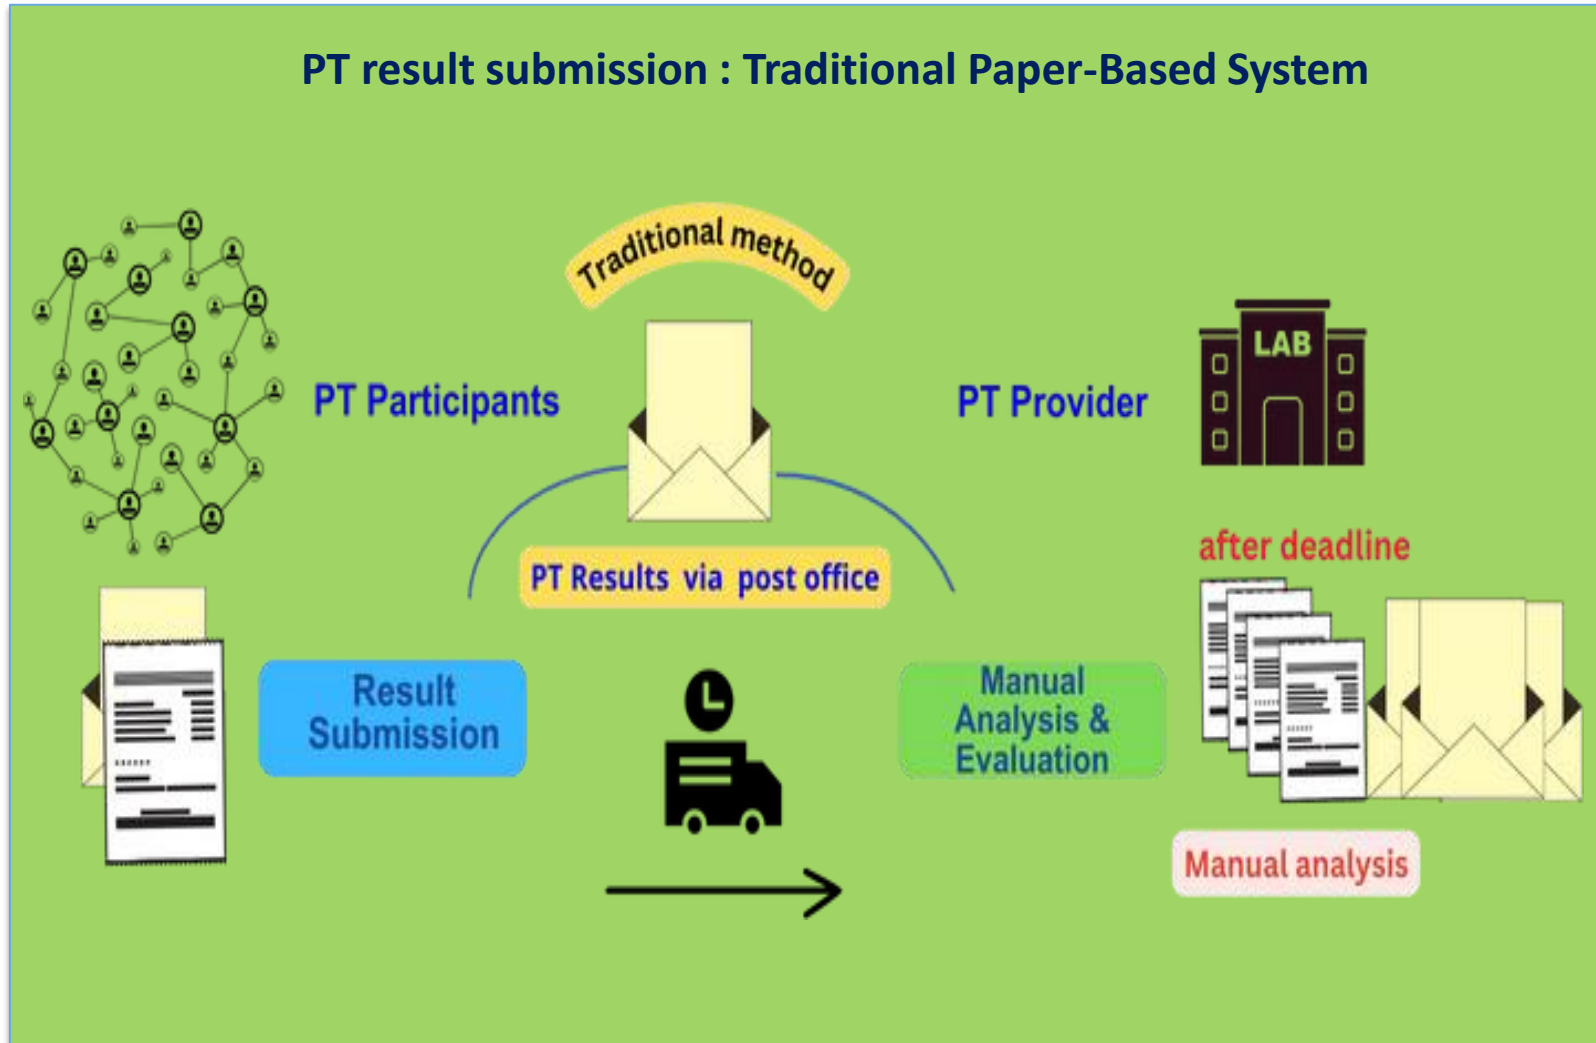 PT result submission : Traditional Paper-Based System
Traditional method
PT Participants
PT Provider
LAB
PT Results via post office
after deadline
Result
Submission
Manual
Analysis &
Evaluation
Manual analysis